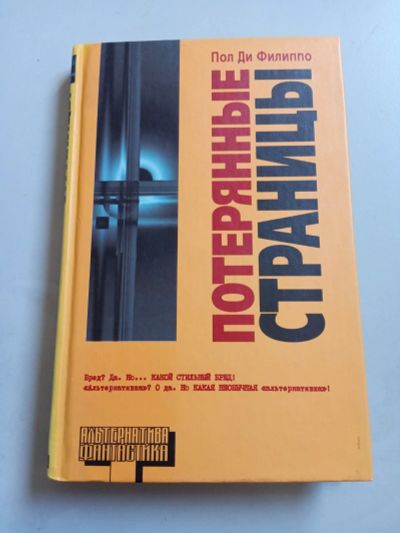 Пол Ди Филиппо
ПОТЕРЯННЫЕ
СТРАНИЦЫ
Бред? Да. Но... КАКОЙ СТИЛЬНЫЙ БРЕД!
«Альтернатива»? О да. Но КАКАЯ НЕОБЫЧНАЯ «альтернатива»!
АЛЬТЕРНАТИВА
ФАНТАСТИКА